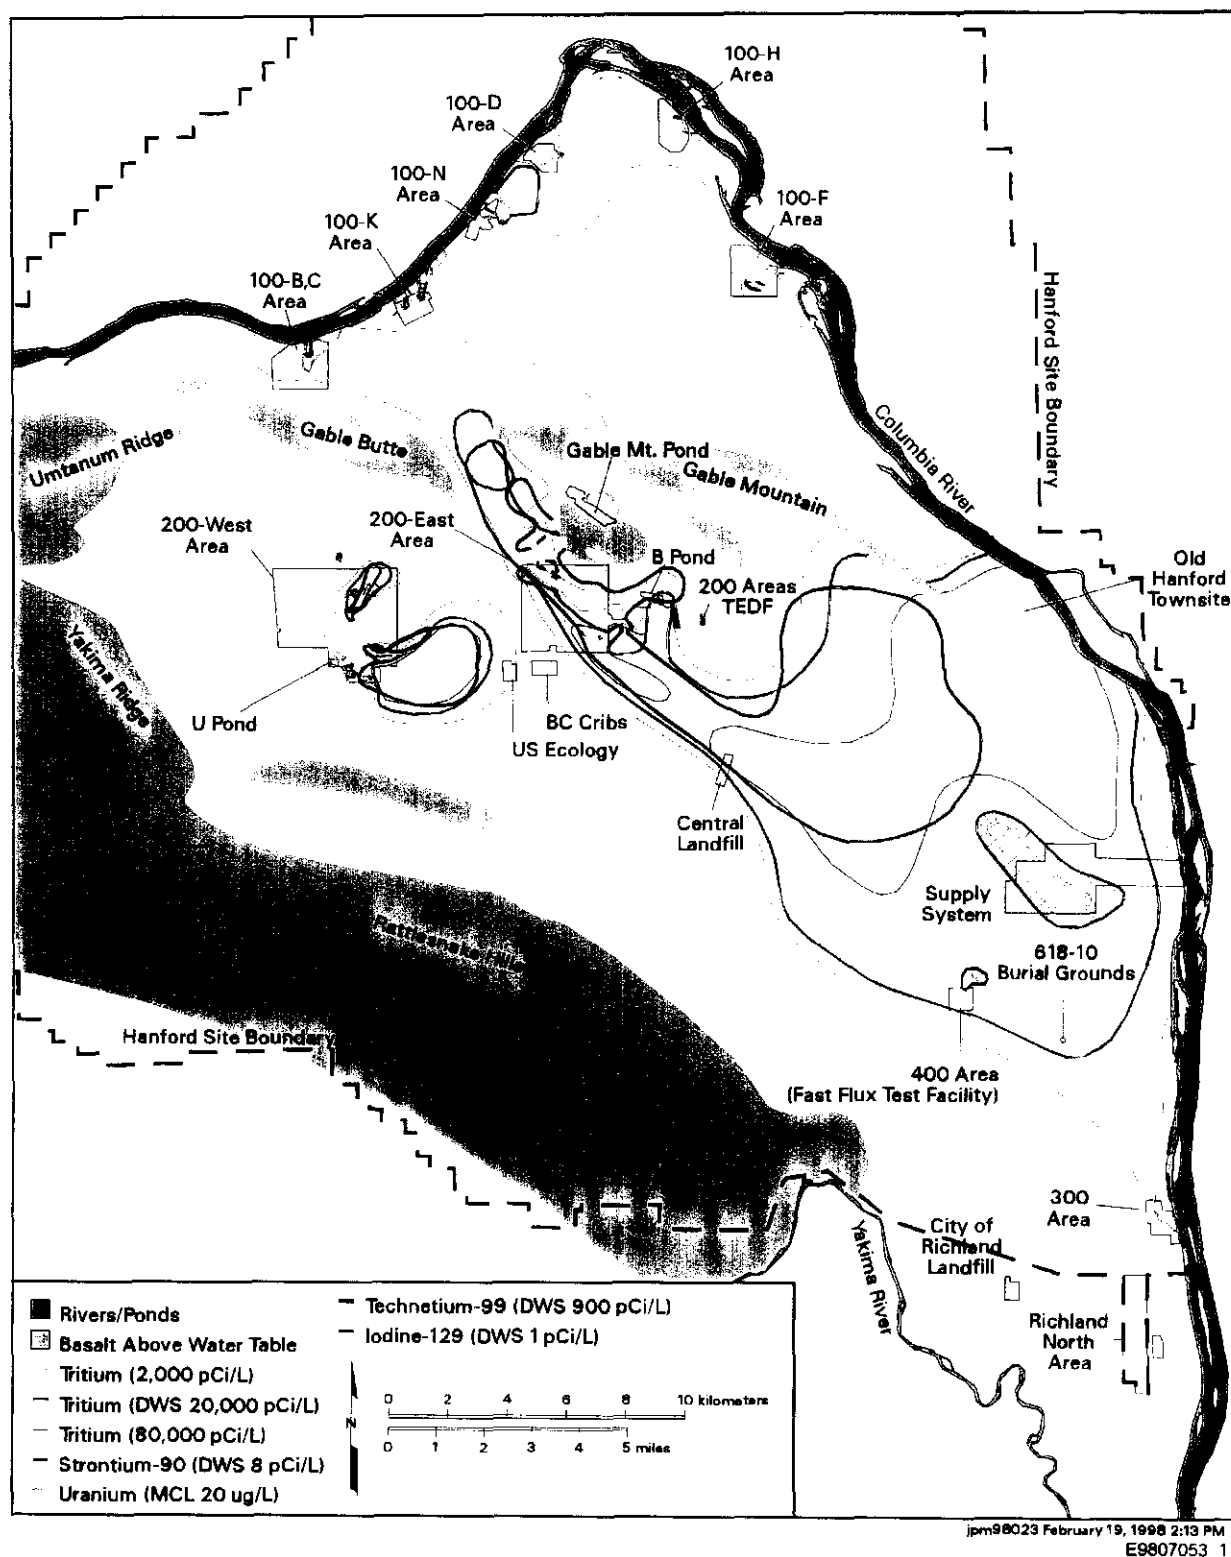 100-H
Area
100-D
Area
100-N
Area
100-K
Area
100-F
Area
100-B,C
Area
Hanford Site Boundary
Columbia River
Umtanum Ridge
Gable Butte
Gable Mt. Pond
Gable Mountain
200-West
Area
200-East
Area
B Pond
200 Areas
TEDF
Old
Hanford
Townsite
Yakima Ridge
U Pond
BC Cribs
US Ecology
Central
Landfill
Supply
System
Rattlesnake Hills
618-10
Burial Grounds
Hanford Site Boundary
400 Area
(Fast Flux Test Facility)
300
Area
City of
Richland
Landfill
Yakima River
Richland
North
Area
Rivers/Ponds
Basalt Above Water Table
Tritium (2,000 pCi/L)
Tritium (DWS 20,000 pCi/L)
Tritium (80,000 pCi/L)
Strontium-90 (DWS 8 pCi/L)
Uranium (MCL 20 ug/L)
Technetium-99 (DWS 900 pCi/L)
Iodine-129 (DWS 1 pCi/L)
N
0 2 4 6 8 10 kilometers
0 1 2 3 4 5 miles
jpm98023 February 19, 1998 2:13 PM
E9807053 1